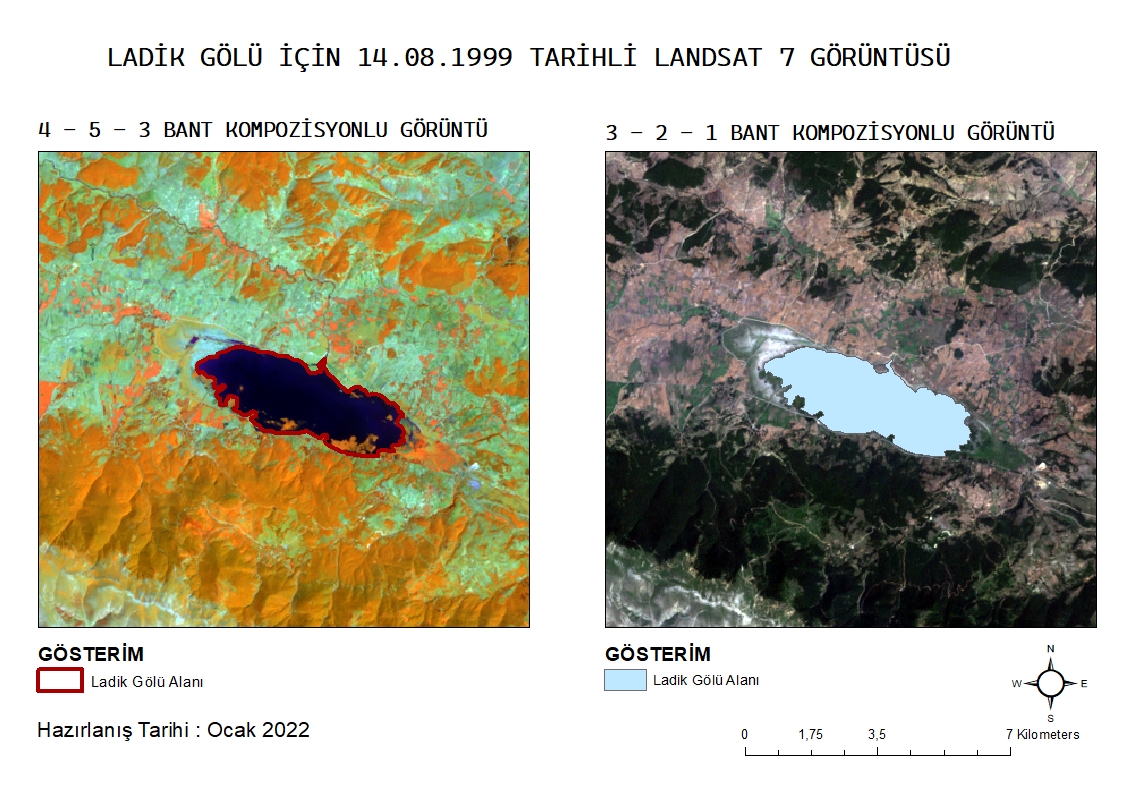 LADİK GÖLÜ İÇİN 14.08.1999 TARİHLİ LANDSAT 7 GÖRÜNTÜSÜ
4 – 5 – 3 BANT KOMPOZİSYONLU GÖRÜNTÜ
3 – 2 – 1 BANT KOMPOZİSYONLU GÖRÜNTÜ
GÖSTERİM
Ladik Gölü Alanı
Hazırlanış Tarihi : Ocak 2022
GÖSTERİM
Ladik Gölü Alanı
N
W E
S
0 1,75 3,5 7 Kilometers